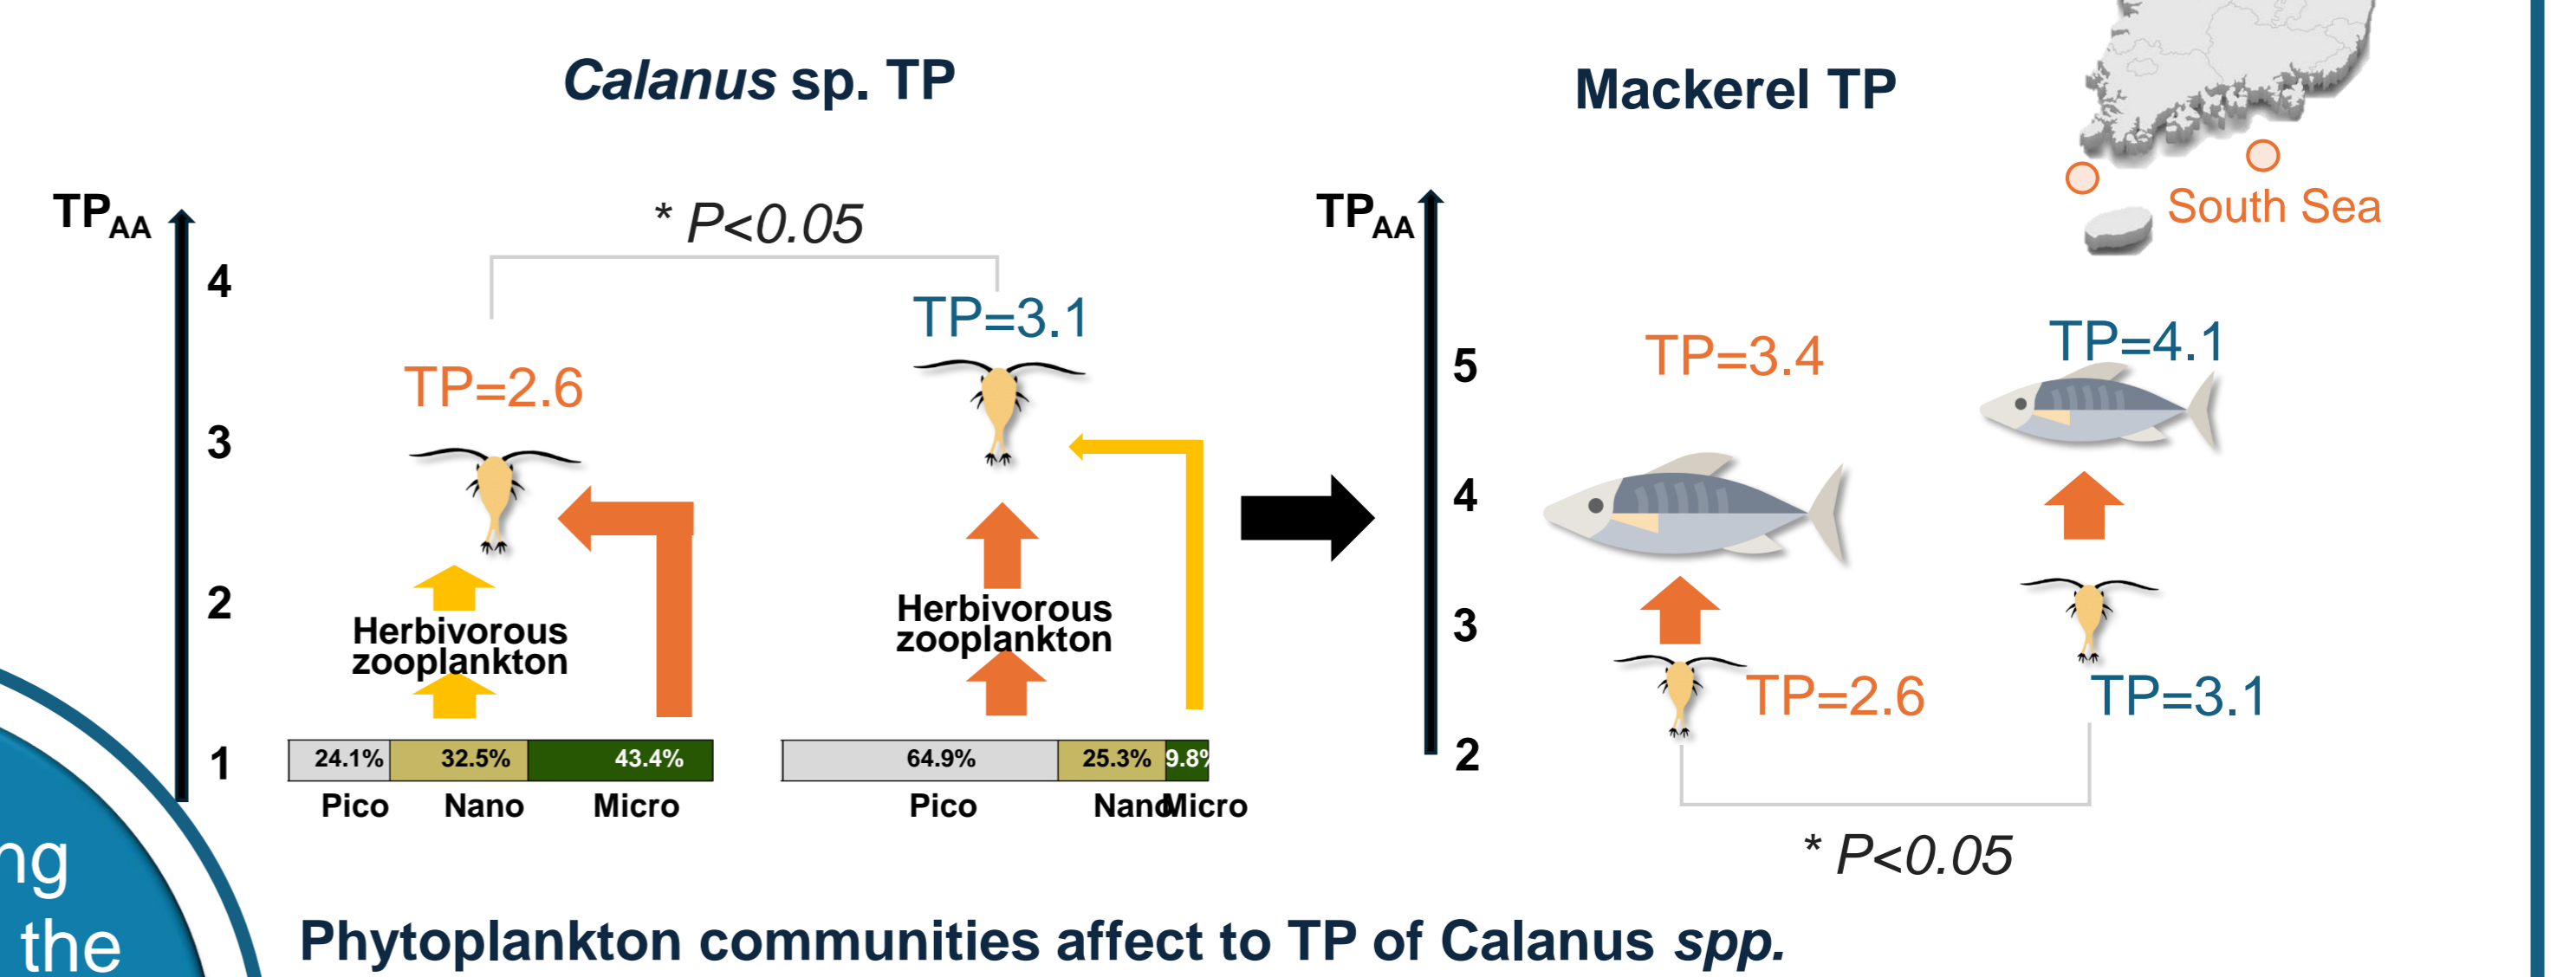 Calanus sp. TP
Mackerel TP
South Sea
TPAA
4
3
2
1
* P<0.05
TP=2.6
TP=3.1
Herbivorous
zooplankton
Herbivorous
zooplankton
24.1% 32.5% 43.4%
Pico Nano Micro
64.9% 25.3% 9.8%
Pico Nano Micro
TPAA
5
4
3
2
TP=3.4
TP=4.1
TP=2.6
TP=3.1
* P<0.05
the
Phytoplankton communities affect to TP of Calanus spp.